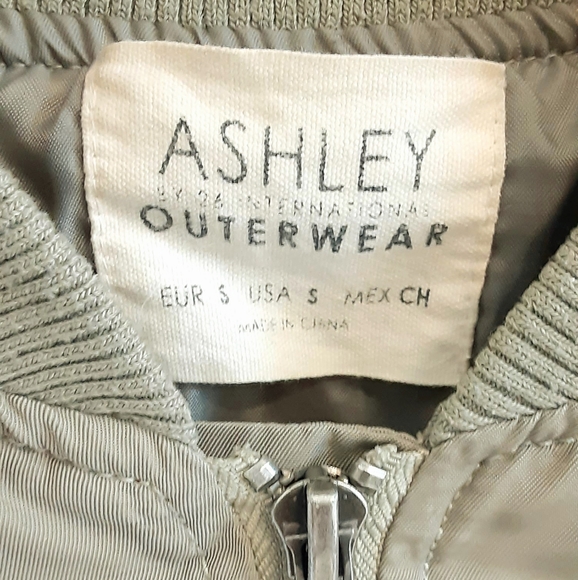 ASHLEY
BY 26 INTERNATIONAL
OUTERWEAR
EUR S USA S MEX CH
MADE IN CHINA